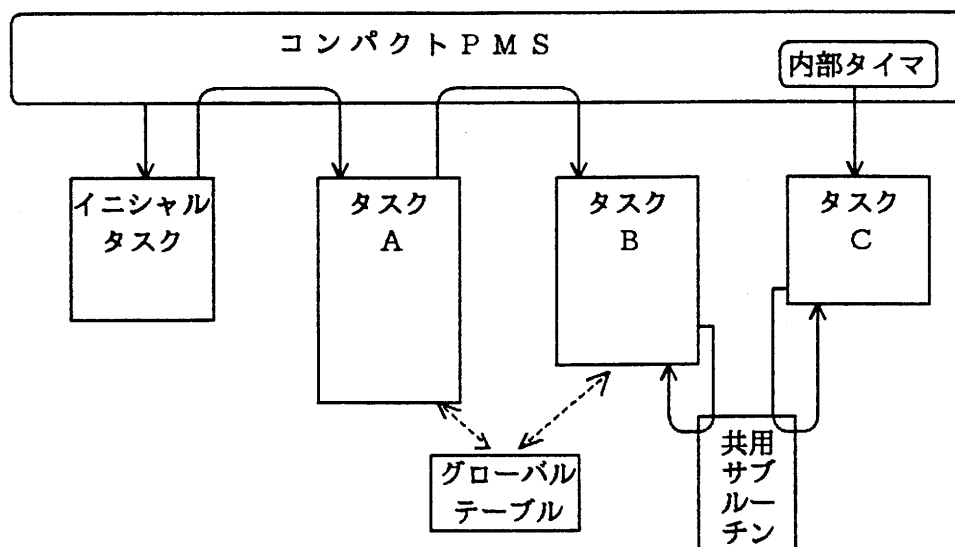 コンパクトPMS
内部タイマ
イニシャル
タスク
タスク
A
タスク
B
タスク
C
グローバル
テーブル
共用
サブ
ルー
チン